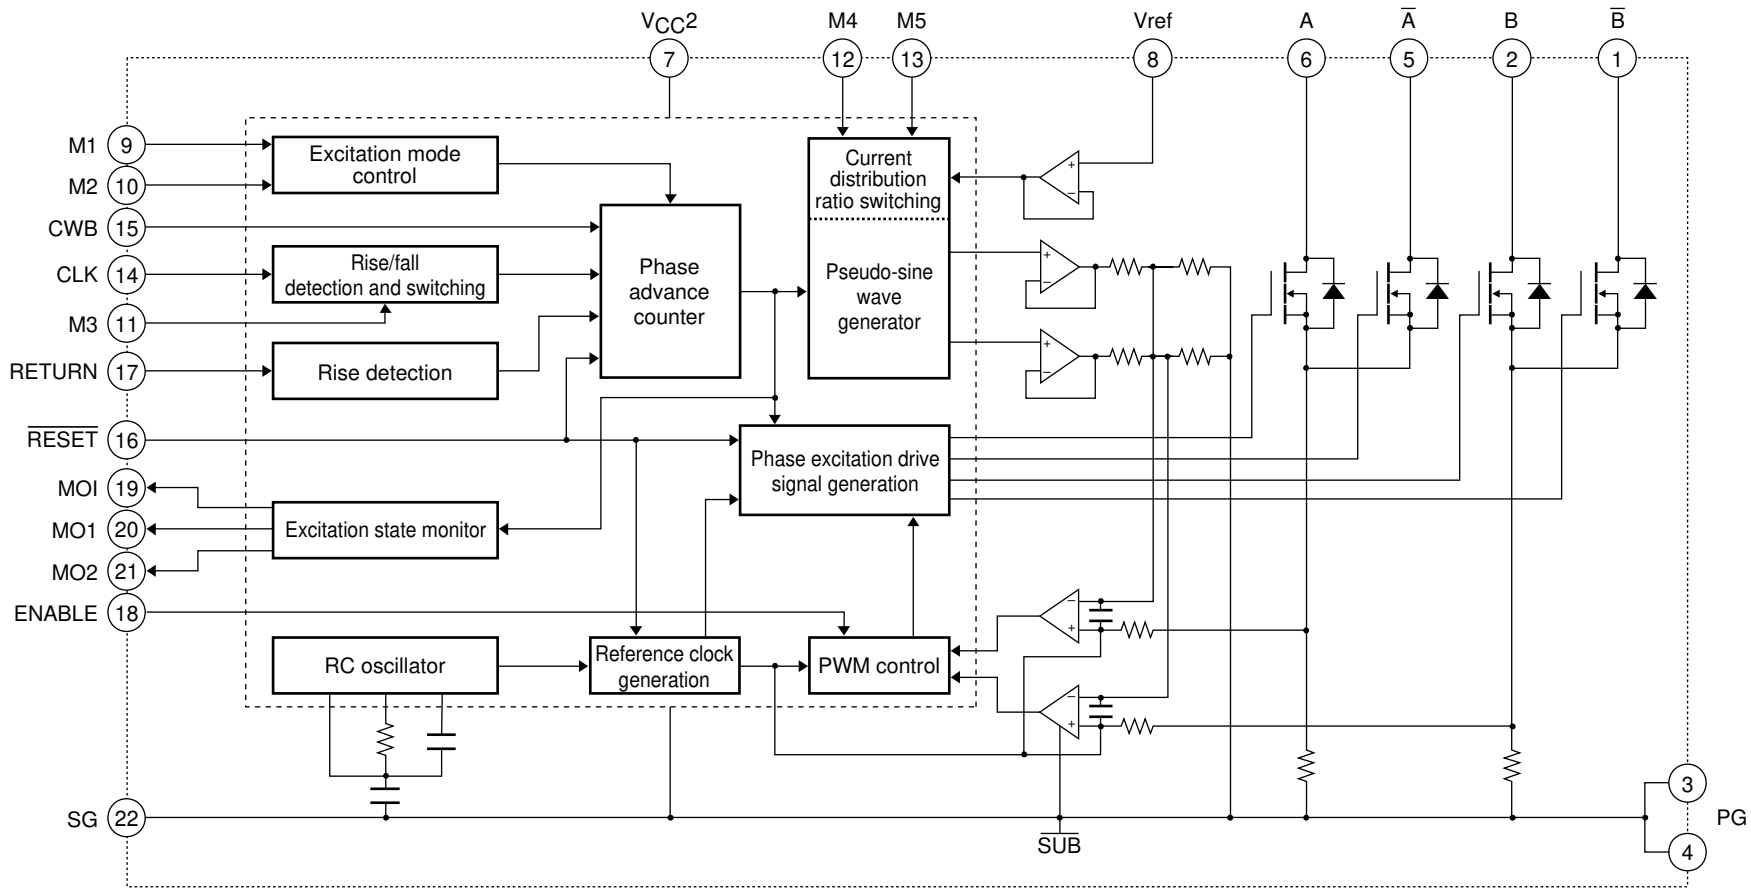 VCC2 M4 M5 Vref A A̅ B B̅
7 12 13 8 6 5 2 1
M1 9
M2 10
CWB 15
CLK 14
M3 11
RETURN 17
R̅E̅S̅E̅T̅ 16
MOI 19
MO1 20
MO2 21
ENABLE 18
SG 22
Excitation mode
control
Rise/fall
detection and switching
Rise detection
Phase
advance
counter
Current
distribution
ratio switching
Pseudo-sine
wave
generator
+
−
+
−
+
−
Phase excitation drive
signal generation
Excitation state monitor
RC oscillator
Reference clock
generation
PWM control
−
+
−
+
S̅U̅B̅
3
PG
4